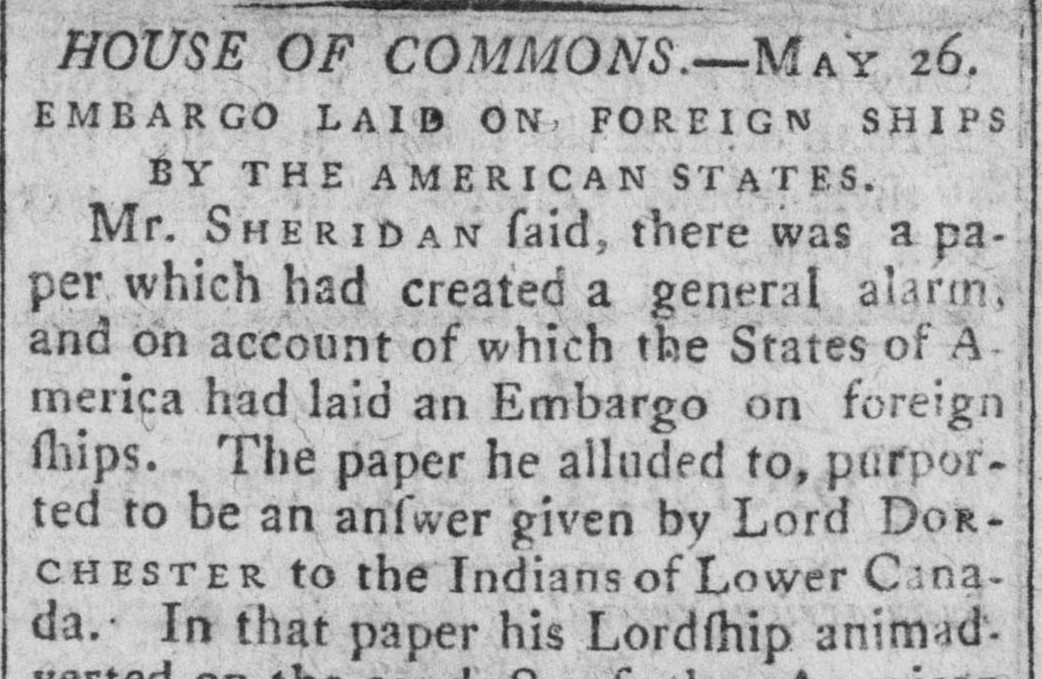 HOUSE OF COMMONS.—MAY 26.
EMBARGO LAID ON FOREIGN SHIPS
BY THE AMERICAN STATES.
Mr. SHERIDAN ſaid, there was a pa-
per which had created a general alarm,
and on account of which the States of A-
merica had laid an Embargo on foreign
ſhips. The paper he alluded to, purpor-
ted to be an anſwer given by Lord DOR-
CHESTER to the Indians of Lower Cana-
da. In that paper his Lordſhip animad-
verted on the